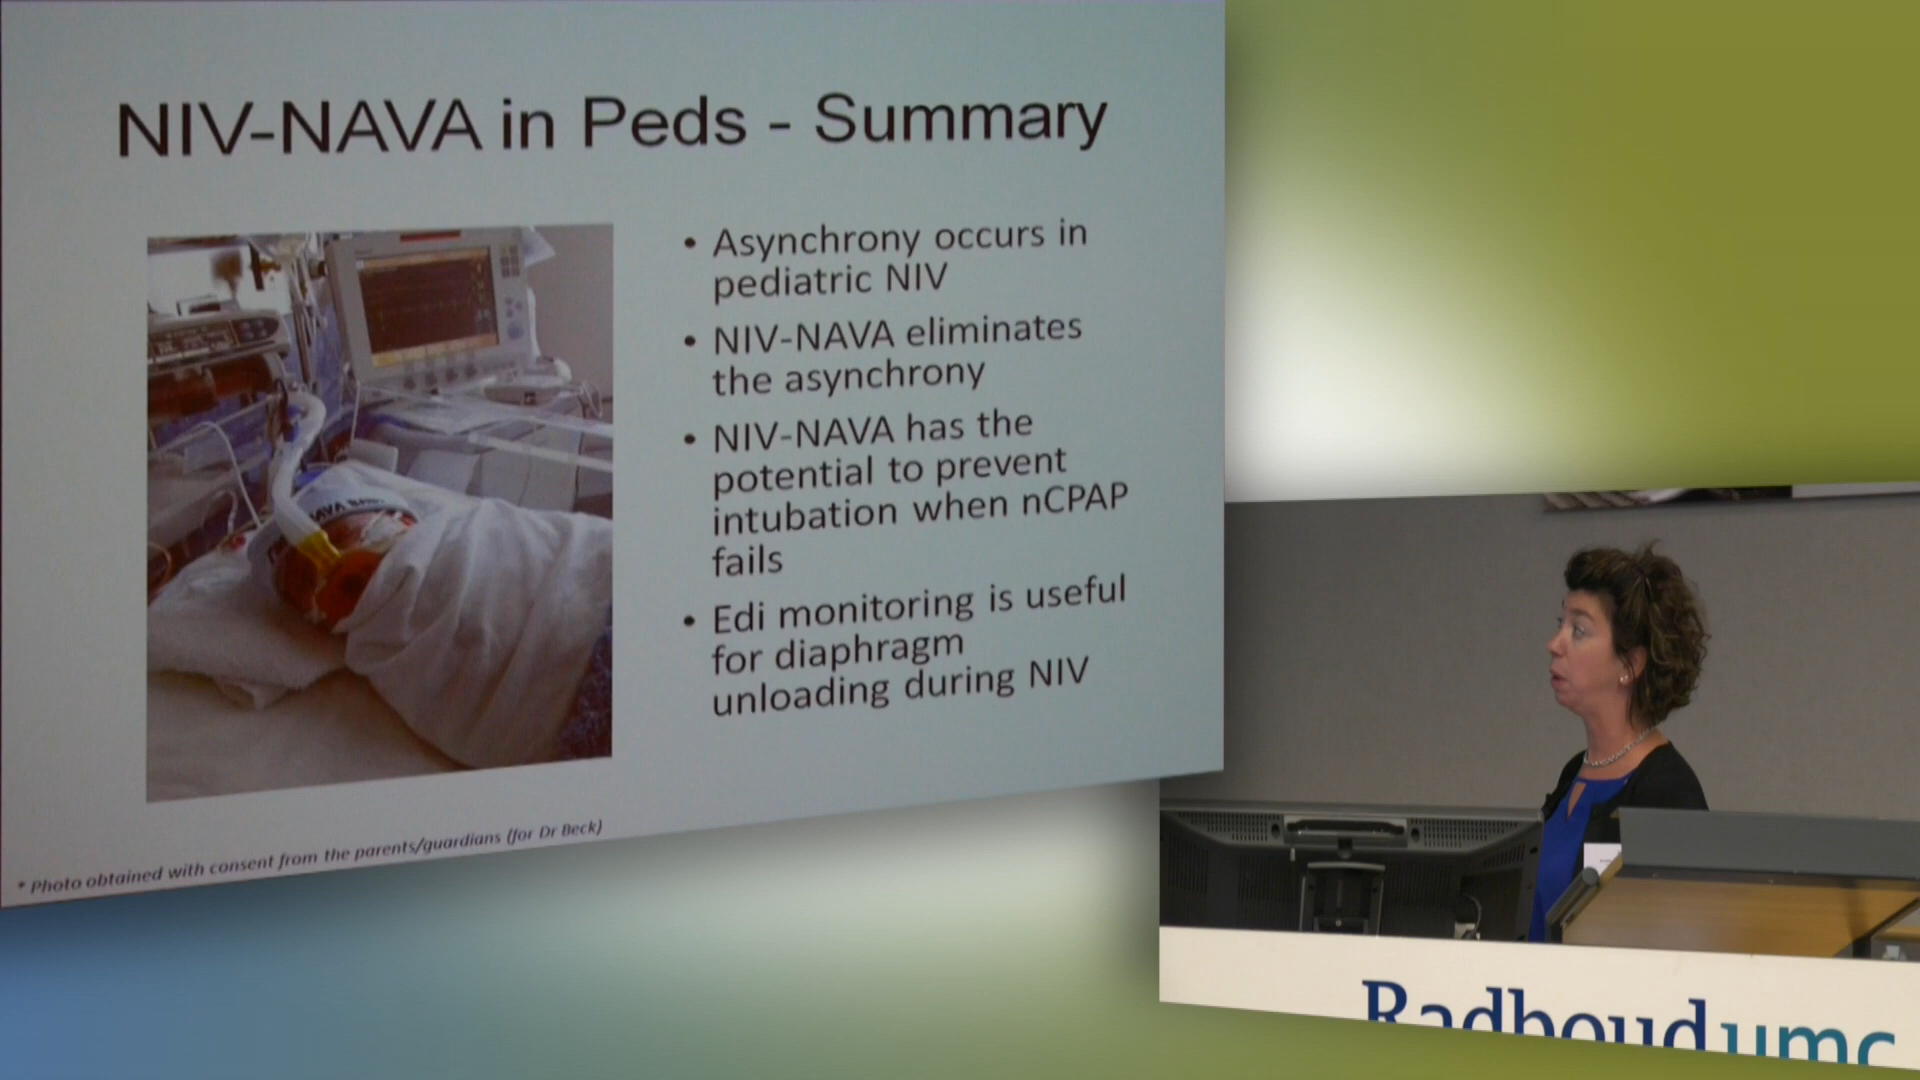 NIV-NAVA in Peds - Summary
• Asynchrony occurs in
pediatric NIV
• NIV-NAVA eliminates
the asynchrony
• NIV-NAVA has the
potential to prevent
intubation when nCPAP
fails
• Edi monitoring is useful
for diaphragm
unloading during NIV
* Photo obtained with consent from the parents/guardians (for Dr Beck)
Radboudumc